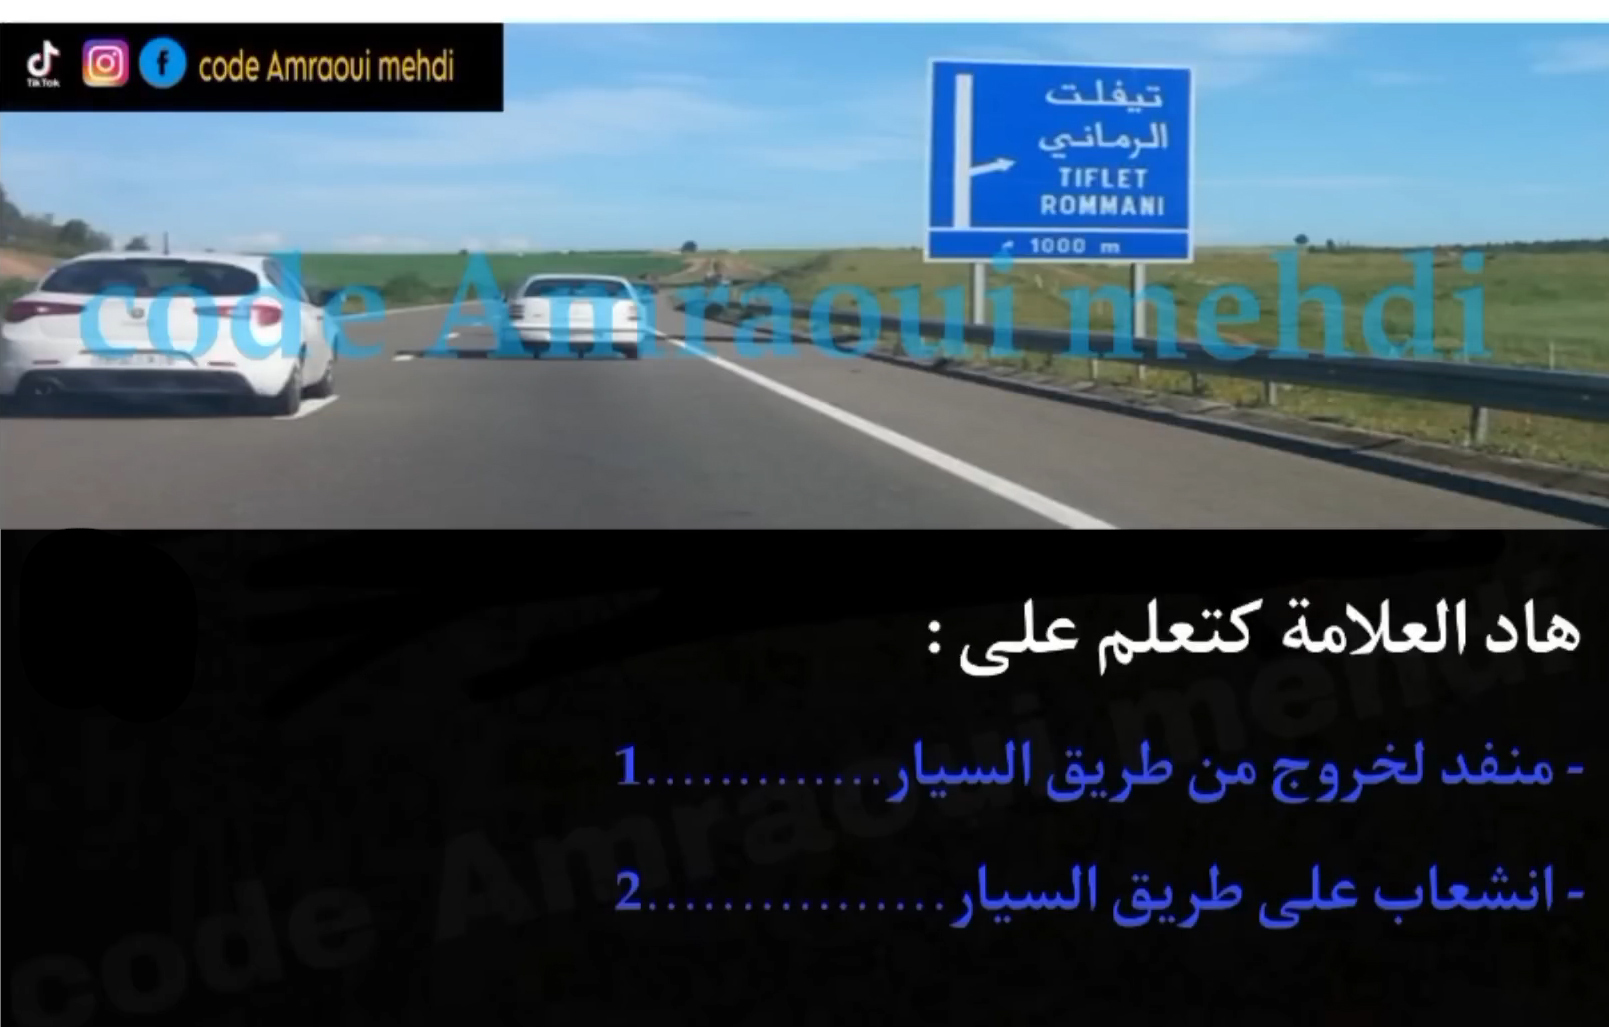 TikTok
code Amraoui mehdi
تيفلت
الرماني
TIFLET
ROMMANI
1000 m
code Amraoui mehdi
هاد العلامة كتعلم على :
- منفد لخروج من طريق السيار.............1
- انشعاب على طريق السيار................2
code Amraoui mehdi